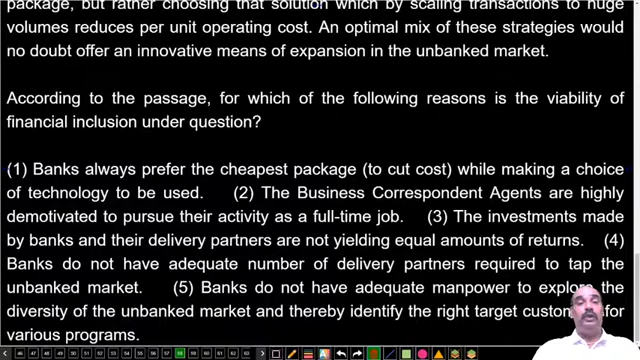 package, but rather choosing that solution which by scaling transactions to huge
volumes reduces per unit operating cost. An optimal mix of these strategies would
no doubt offer an innovative means of expansion in the unbanked market.
According to the passage, for which of the following reasons is the viability of
financial inclusion under question?
(1) Banks always prefer the cheapest package (to cut cost) while making a choice
of technology to be used. (2) The Business Correspondent Agents are highly
demotivated to pursue their activity as a full-time job. (3) The investments made
by banks and their delivery partners are not yielding equal amounts of returns. (4)
Banks do not have adequate number of delivery partners required to tap the
unbanked market. (5) Banks do not have adequate manpower to explore the
diversity of the unbanked market and thereby identify the right target for
various programs.